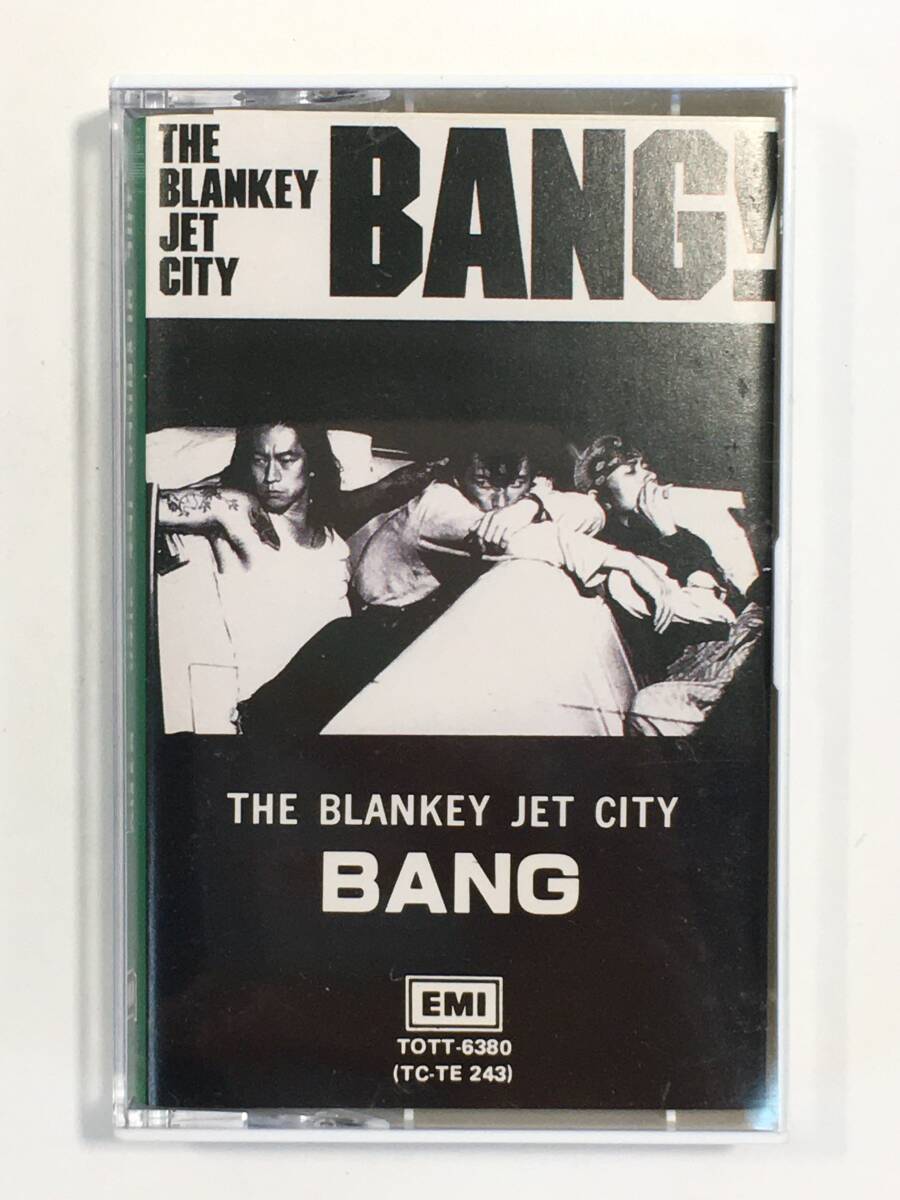 THE
BLANKEY
JET
CITY
BANG!
THE BLANKEY JET CITY
BANG
EMI
TOTT-6380
(TC-TE 243)